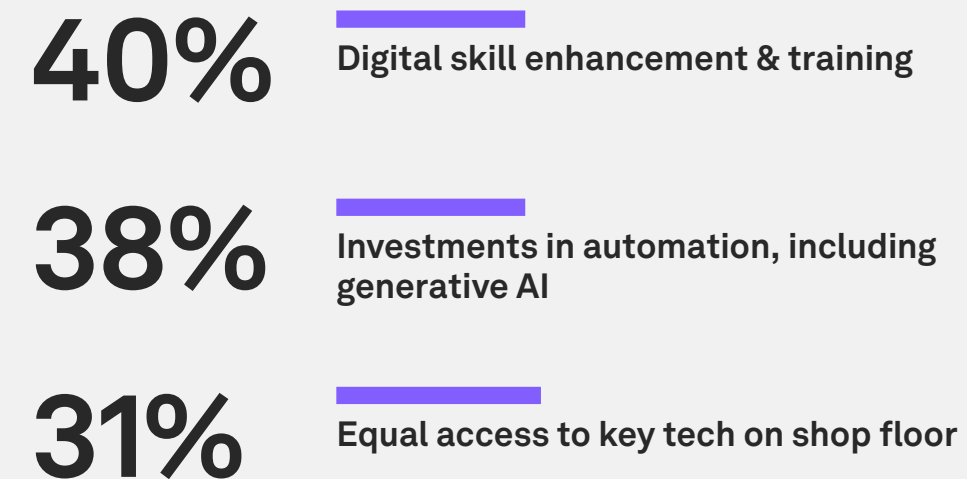 40%
Digital skill enhancement & training
38%
Investments in automation, including
generative AI
31%
Equal access to key tech on shop floor